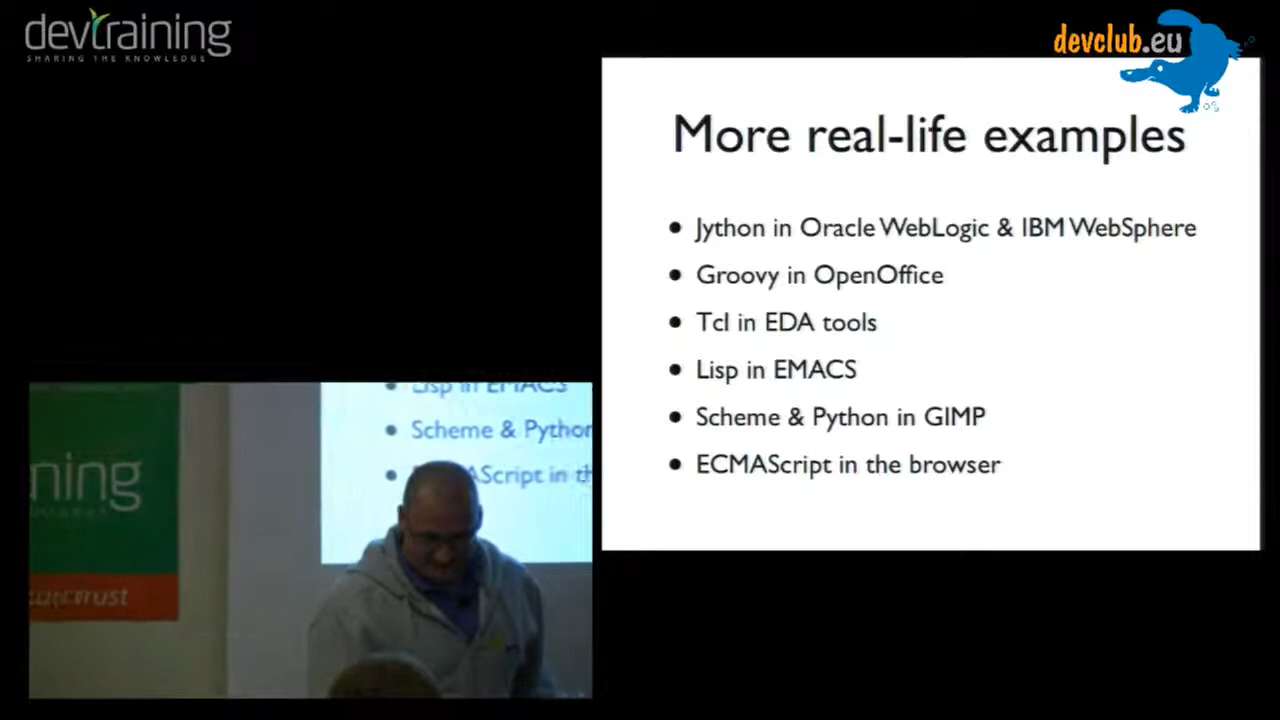 devtraining
SHARING THE KNOWLEDGE
devclub.eu
More real-life examples
• Jython in Oracle WebLogic & IBM WebSphere
• Groovy in OpenOffice
• Tcl in EDA tools
• Lisp in EMACS
• Scheme & Python in GIMP
• ECMAScript in the browser
• Lisp in EMACS
• Scheme & Python
ning